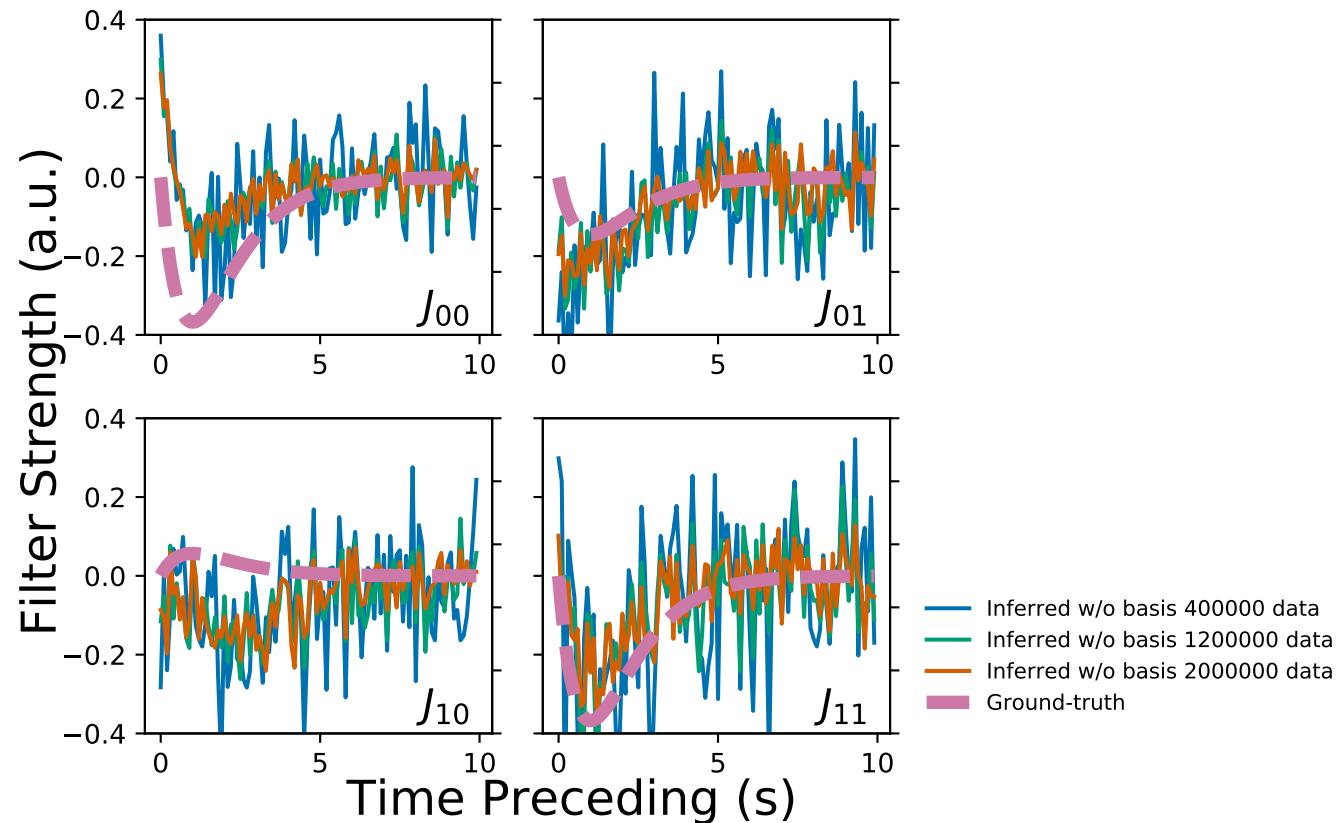 0.4
0.2
0.0
−0.2
−0.4
J00
0 5 10
J01
0 5 10
Filter Strength (a.u.)
0.4
0.2
0.0
−0.2
−0.4
J10
0 5 10
J11
0 5 10
Time Preceding (s)
Inferred w/o basis 400000 data
Inferred w/o basis 1200000 data
Inferred w/o basis 2000000 data
Ground-truth